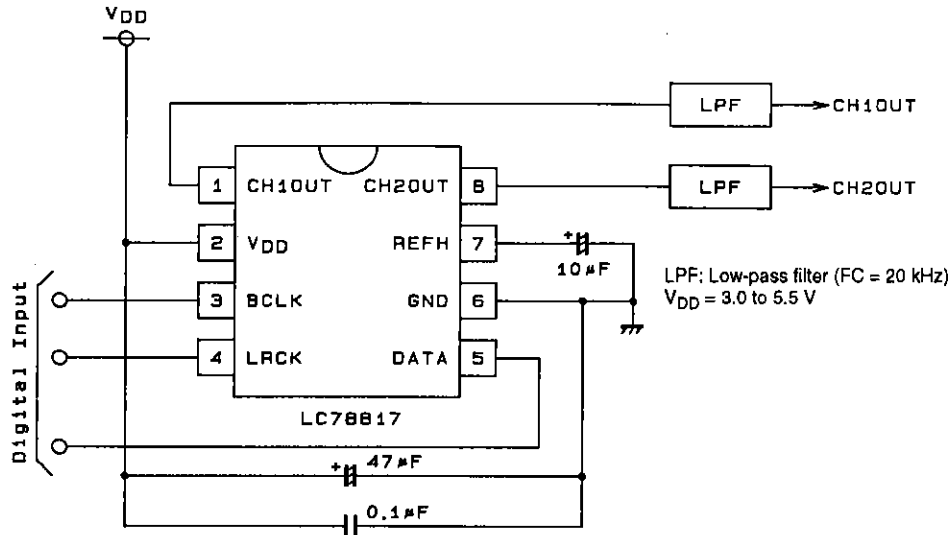 VDD
LPF
CH1OUT
1
CH1OUT
CH2OUT
8
LPF
CH2OUT
2
VDD
REFH
7
+
10μF
LPF: Low-pass filter (FC = 20 kHz)
VDD = 3.0 to 5.5 V
3
BCLK
GND
6
4
LRCK
DATA
5
Digital Input
LC78817
+
47μF
0.1μF